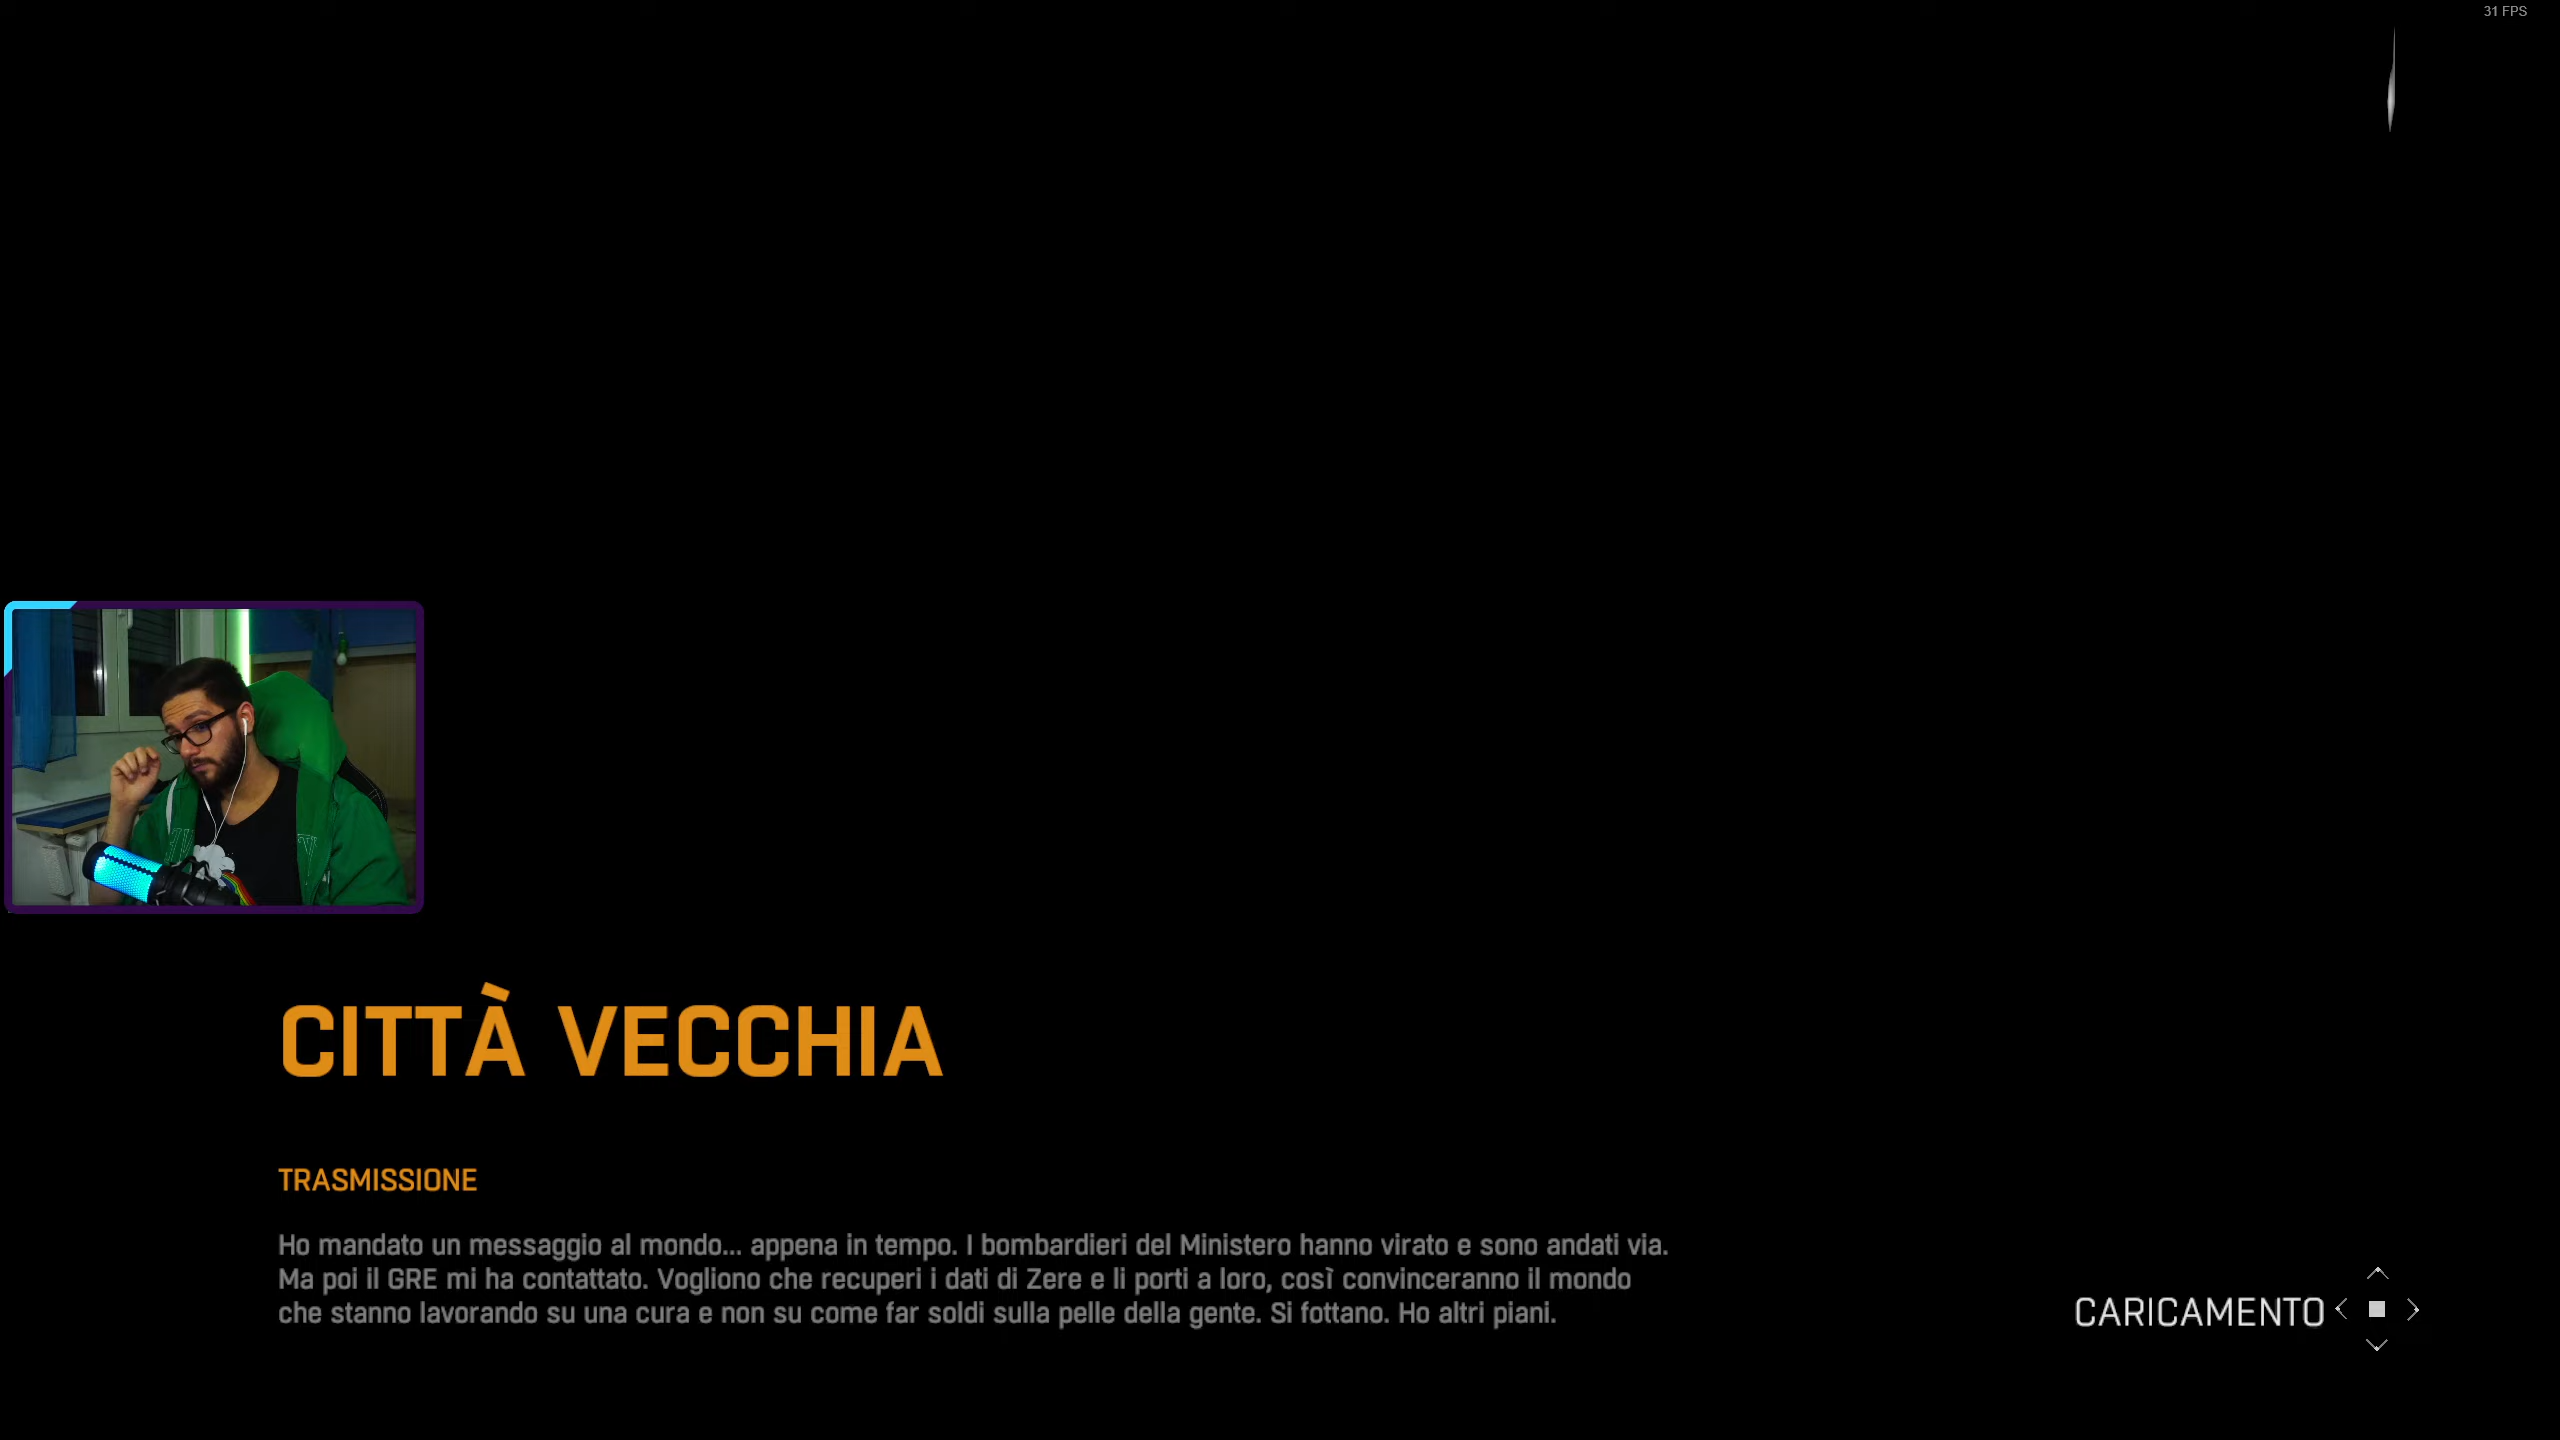 31 FPS
CITTÀ VECCHIA
TRASMISSIONE
Ho mandato un messaggio al mondo... appena in tempo. I bombardieri del Ministero hanno virato e sono andati via.
Ma poi il GRE mi ha contattato. Vogliono che recuperi i dati di Zere e li porti a loro, così convinceranno il mondo
che stanno lavorando su una cura e non su come far soldi sulla pelle della gente. Si fottano. Ho altri piani.
CARICAMENTO